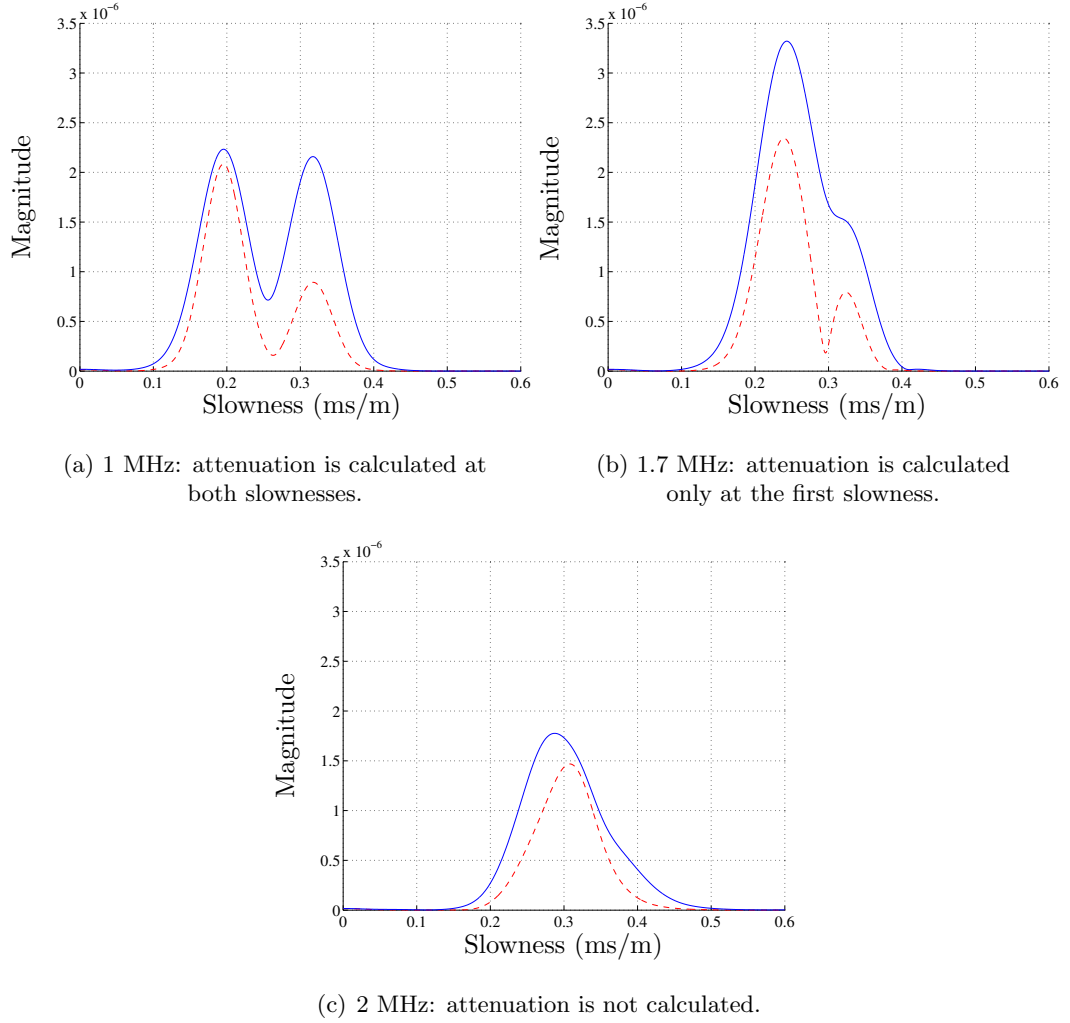 x 10⁻⁶
3.5
3
2.5
2
1.5
1
0.5
0
Magnitude
0 0.1 0.2 0.3 0.4 0.5 0.6
Slowness (ms/m)
(a) 1 MHz: attenuation is calculated at
both slownesses.
x 10⁻⁶
3.5
3
2.5
2
1.5
1
0.5
0
Magnitude
0 0.1 0.2 0.3 0.4 0.5 0.6
Slowness (ms/m)
(b) 1.7 MHz: attenuation is calculated
only at the first slowness.
x 10⁻⁶
3.5
3
2.5
2
1.5
1
0.5
0
Magnitude
0 0.1 0.2 0.3 0.4 0.5 0.6
Slowness (ms/m)
(c) 2 MHz: attenuation is not calculated.